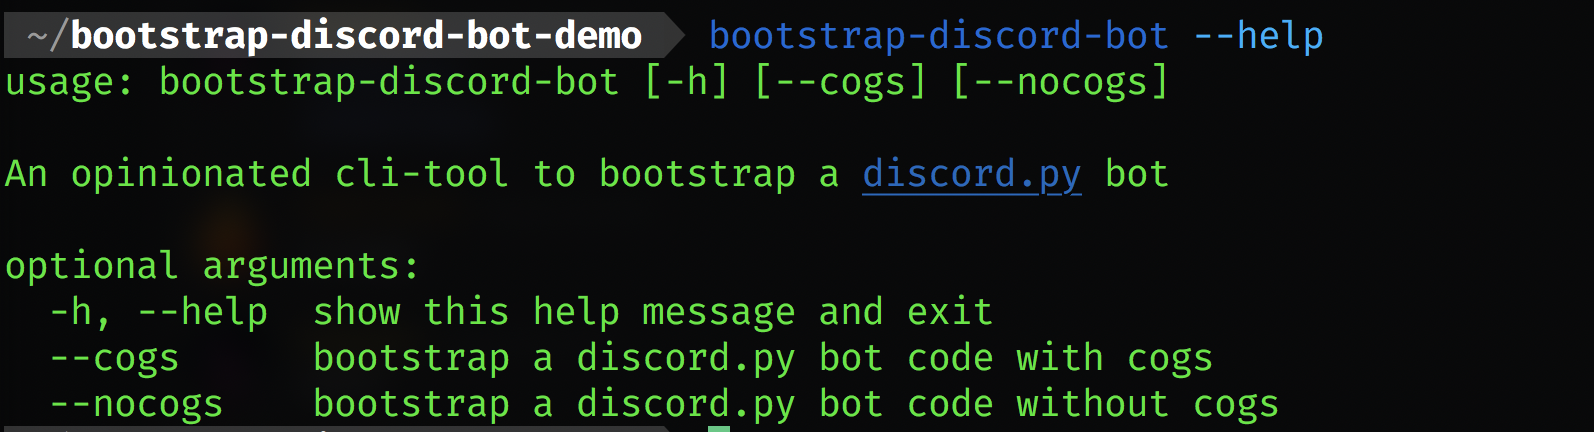 ~/bootstrap-discord-bot-demo bootstrap-discord-bot --help
usage: bootstrap-discord-bot [-h] [--cogs] [--nocogs]
An opinionated cli-tool to bootstrap a discord.py bot
optional arguments:
-h, --help  show this help message and exit
--cogs      bootstrap a discord.py bot code with cogs
--nocogs    bootstrap a discord.py bot code without cogs